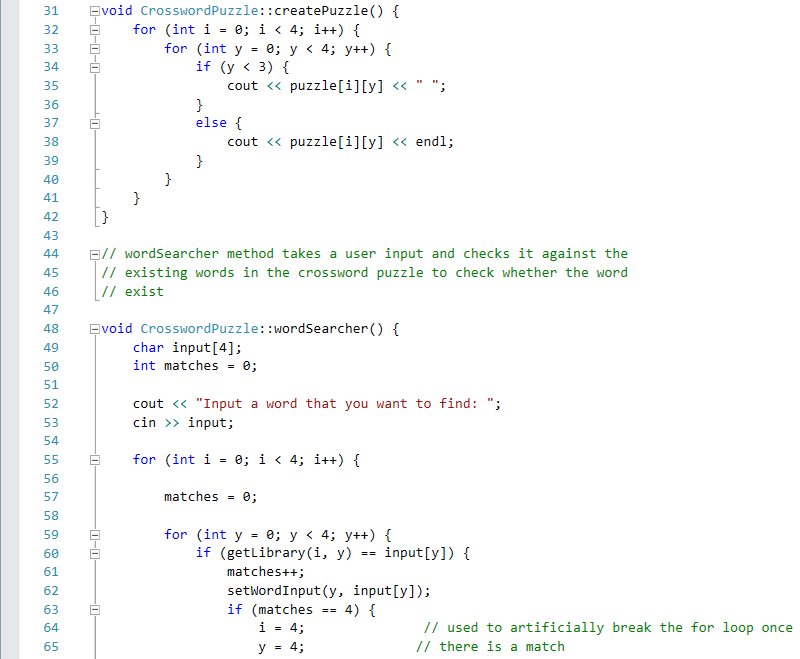 31 void CrosswordPuzzle::createPuzzle() {
32     for (int i = 0; i < 4; i++) {
33         for (int y = 0; y < 4; y++) {
34             if (y < 3) {
35                 cout << puzzle[i][y] << " ";
36             }
37             else {
38                 cout << puzzle[i][y] << endl;
39             }
40         }
41     }
42 }
43
44 // wordSearcher method takes a user input and checks it against the
45 // existing words in the crossword puzzle to check whether the word
46 // exist
47
48 void CrosswordPuzzle::wordSearcher() {
49     char input[4];
50     int matches = 0;
51
52     cout << "Input a word that you want to find: ";
53     cin >> input;
54
55     for (int i = 0; i < 4; i++) {
56
57         matches = 0;
58
59         for (int y = 0; y < 4; y++) {
60             if (getLibrary(i, y) == input[y]) {
61                 matches++;
62                 setWordInput(y, input[y]);
63                 if (matches == 4) {
64                     i = 4;               // used to artificially break the for loop once
65                     y = 4;              // there is a match